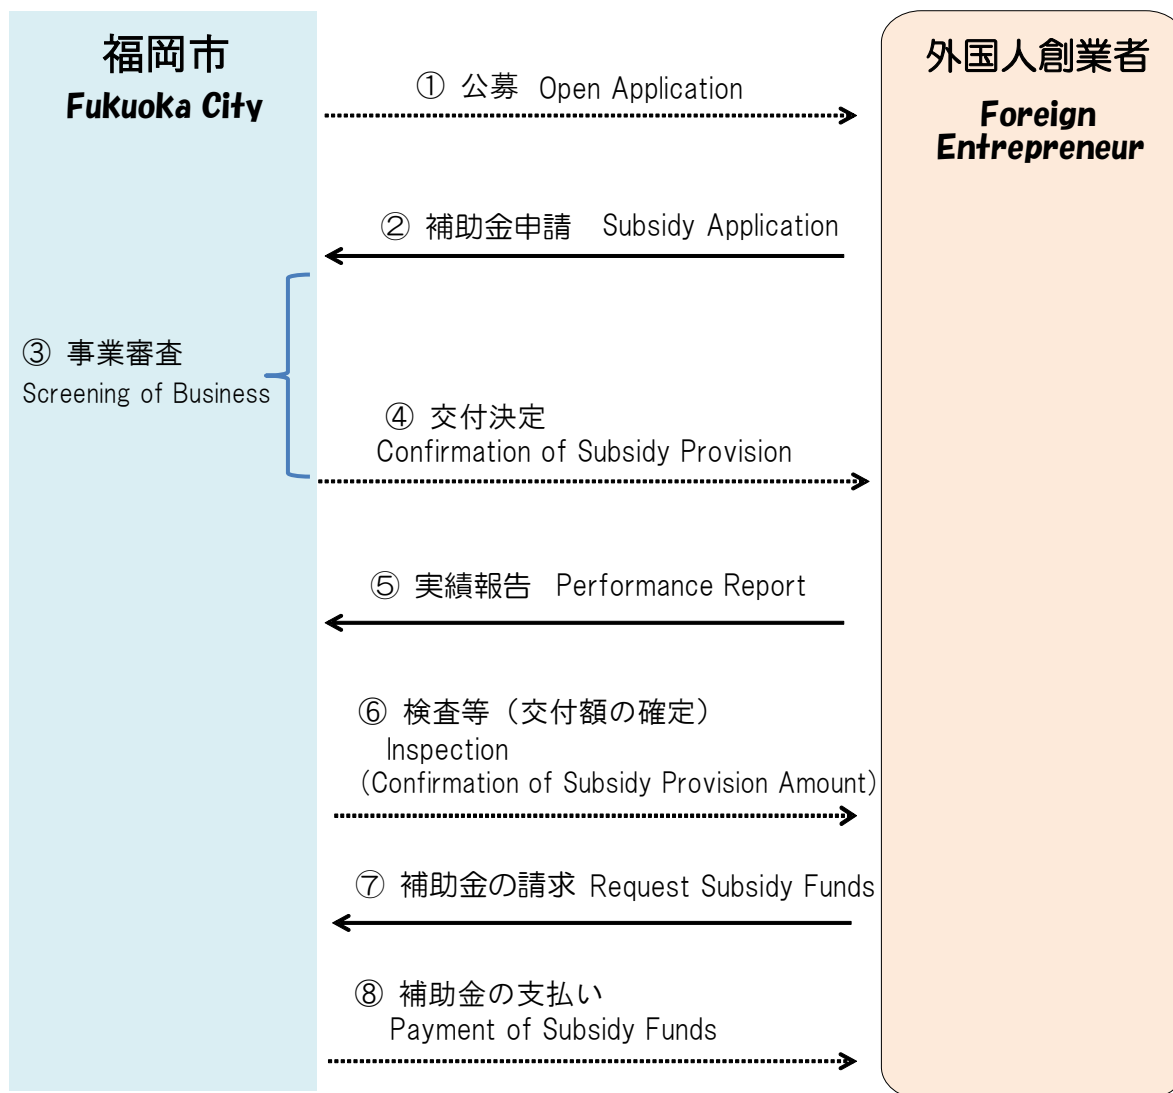 福岡市
Fukuoka City
外国人創業者
Foreign
Entrepreneur
① 公募 Open Application
② 補助金申請 Subsidy Application
③ 事業審査
Screening of Business
④ 交付決定
Confirmation of Subsidy Provision
⑤ 実績報告 Performance Report
⑥ 検査等（交付額の確定）
Inspection
（Confirmation of Subsidy Provision Amount）
⑦ 補助金の請求 Request Subsidy Funds
⑧ 補助金の支払い
Payment of Subsidy Funds